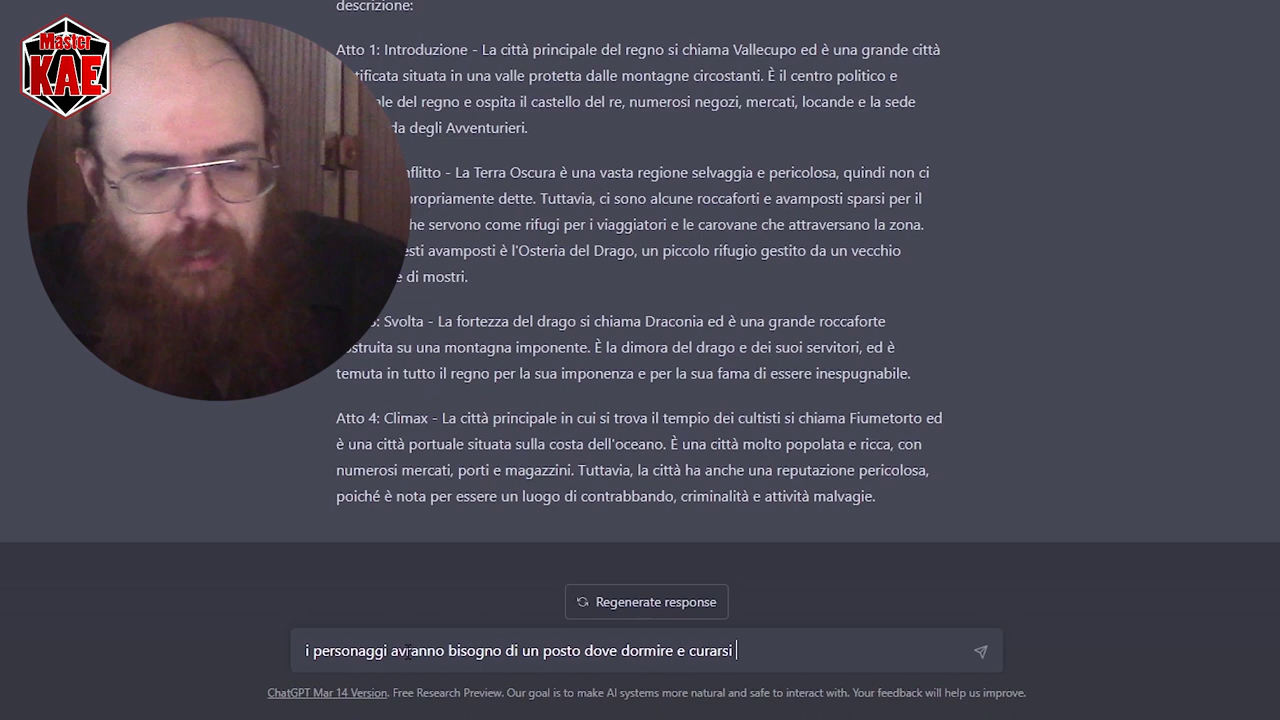 descrizione:
Master
KAE
Atto 1: Introduzione - La città principale del regno si chiama Vallecupo ed è una grande città
situata in una valle protetta dalle montagne circostanti. È il centro politico e
del regno e ospita il castello del re, numerosi negozi, mercati, locande e la sede
degli Avventurieri.
- La Terra Oscura è una vasta regione selvaggia e pericolosa, quindi non ci
propriamente dette. Tuttavia, ci sono alcune roccaforti e avamposti sparsi per il
che servono come rifugi per i viaggiatori e le carovane che attraversano la zona.
avamposti è l'Osteria del Drago, un piccolo rifugio gestito da un vecchio
di mostri.
Svolta - La fortezza del drago si chiama Draconia ed è una grande roccaforte
costruita su una montagna imponente. È la dimora del drago e dei suoi servitori, ed è
temuta in tutto il regno per la sua imponenza e per la sua fama di essere inespugnabile.
Atto 4: Climax - La città principale in cui si trova il tempio dei cultisti si chiama Fiumetorto ed
è una città portuale situata sulla costa dell'oceano. È una città molto popolata e ricca, con
numerosi mercati, porti e magazzini. Tuttavia, la città ha anche una reputazione pericolosa,
poiché è nota per essere un luogo di contrabbando, criminalità e attività malvagie.
Regenerate response
i personaggi avranno bisogno di un posto dove dormire e curarsi
ChatGPT Mar 14 Version. Free Research Preview. Our goal is to make AI systems more natural and safe to interact with. Your feedback will help us improve.